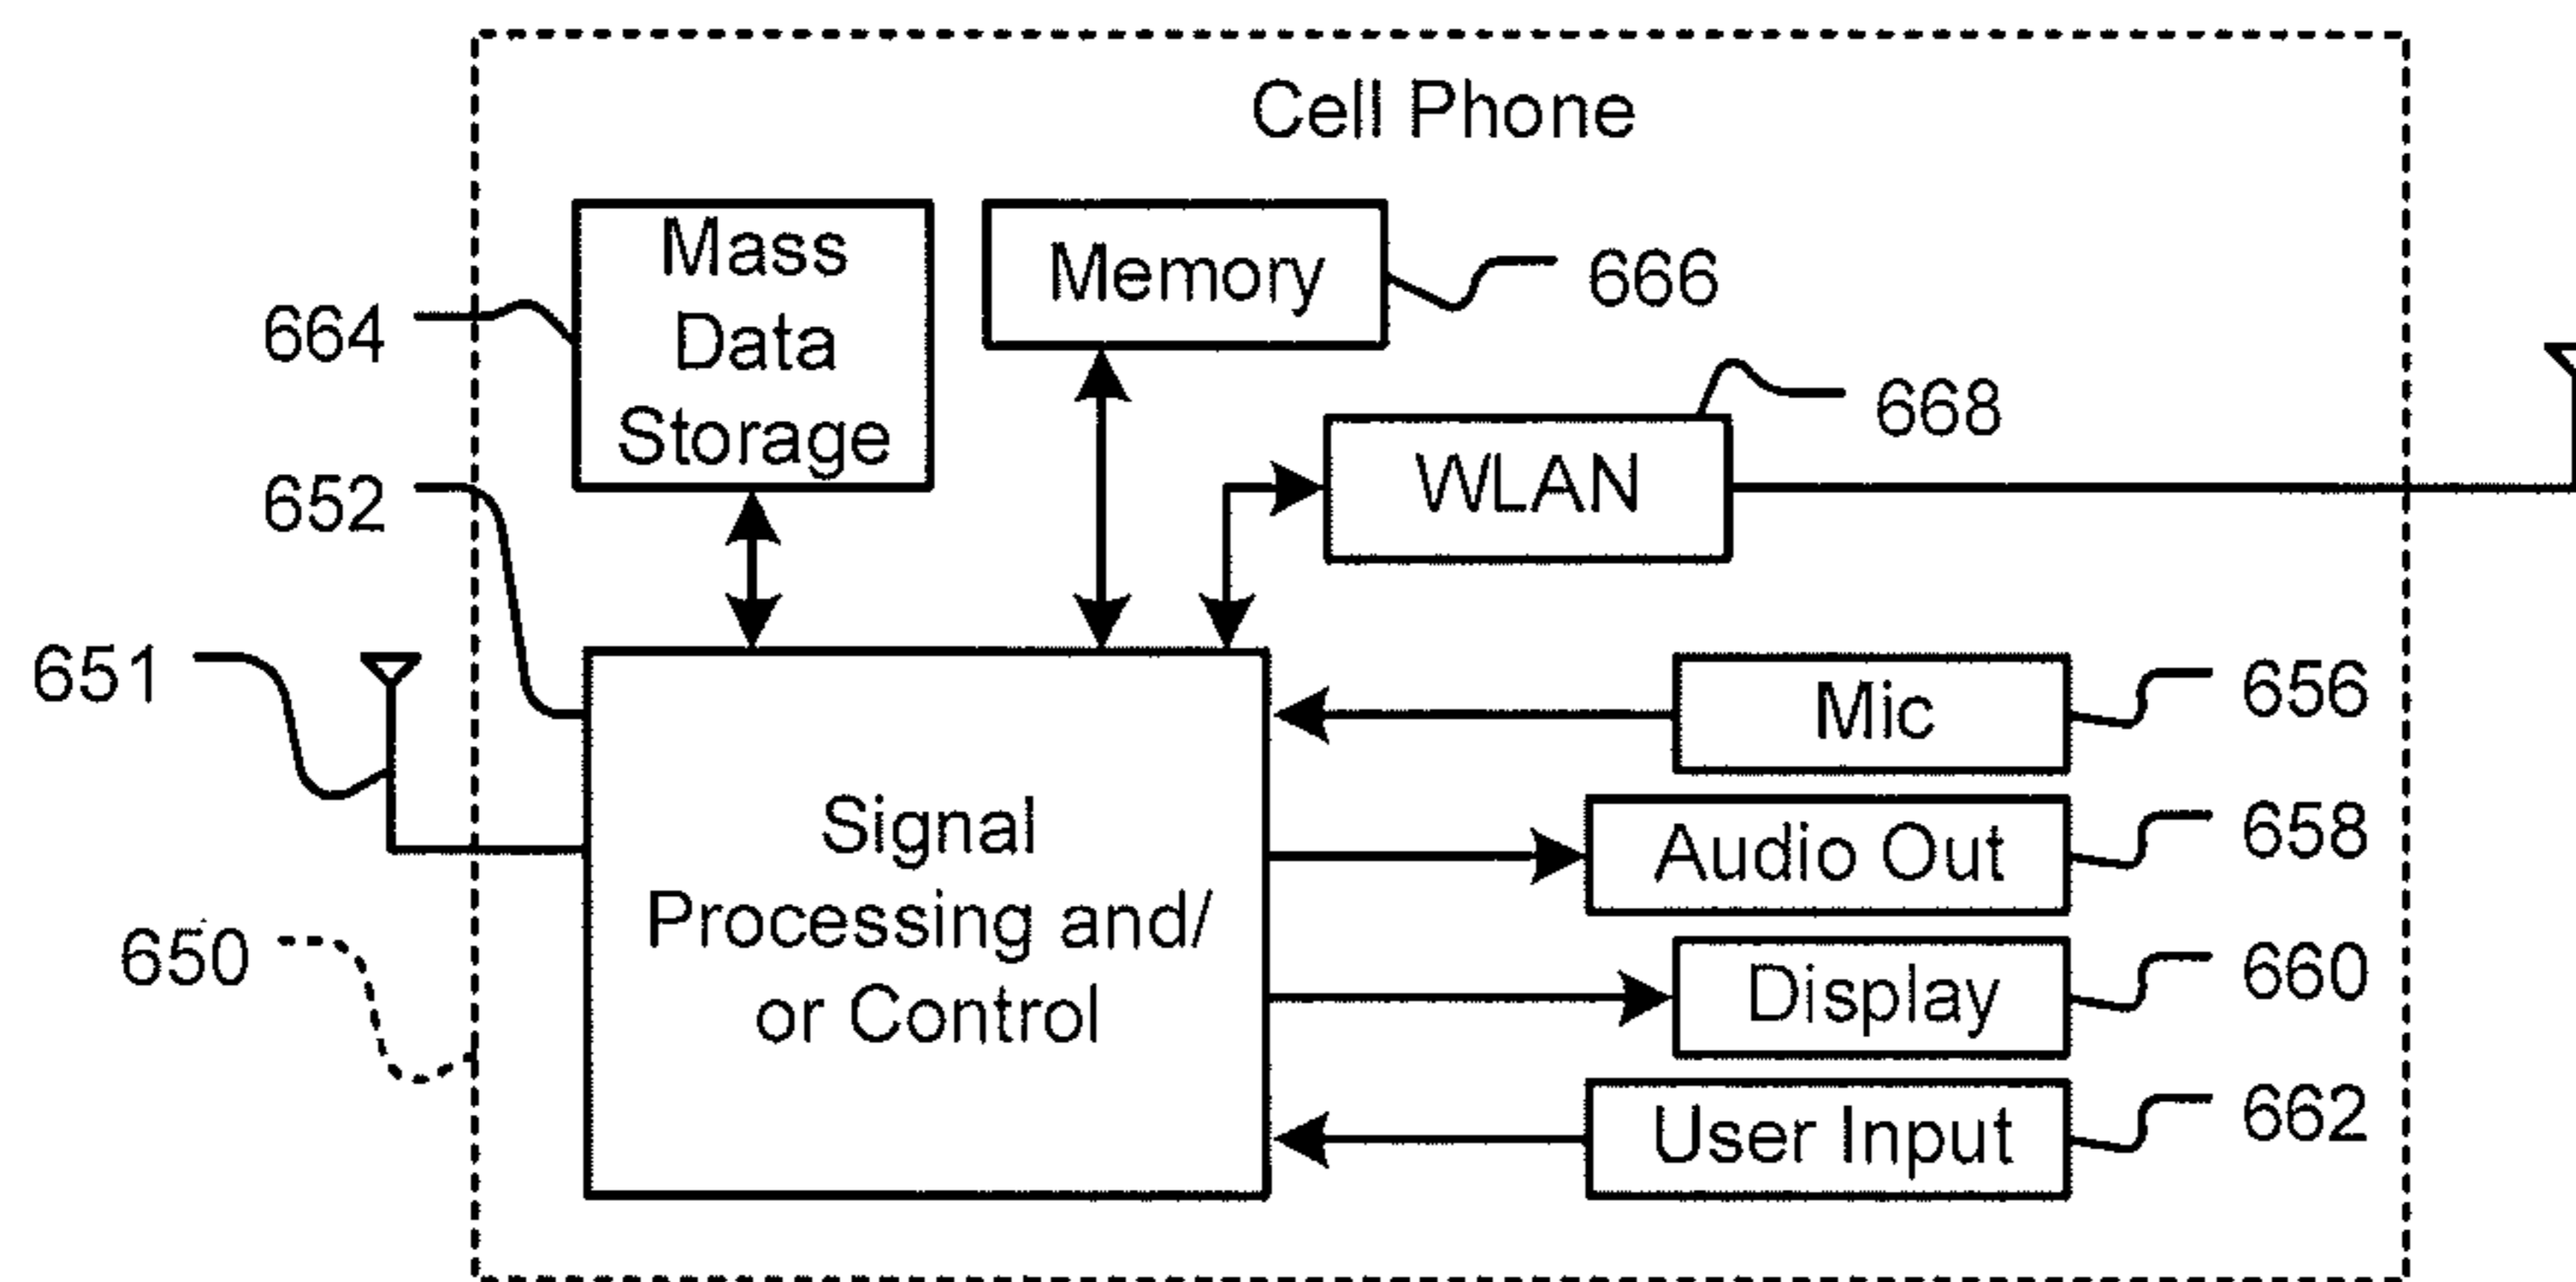 Cell Phone
Mass
Data
Storage
Memory
666
664
668
WLAN
652
651
Mic
656
Signal
Processing and/
or Control
Audio Out
658
650
Display
660
User Input
662